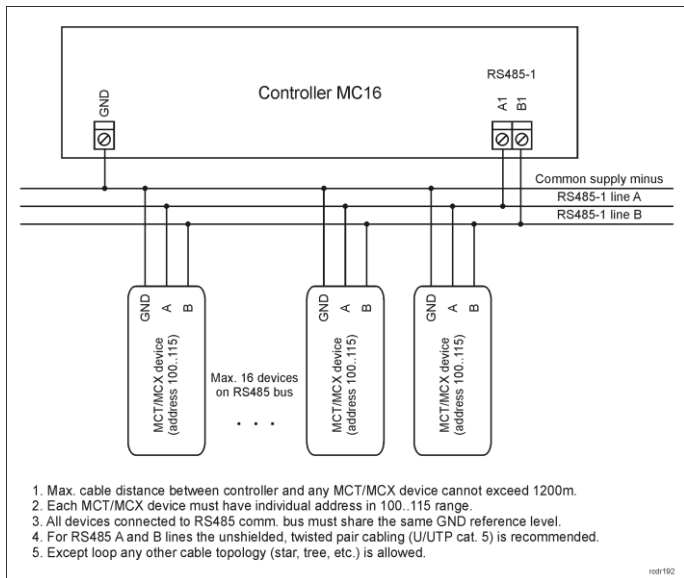 Controller MC16
RS485-1
GND
A1
B1
Common supply minus
RS485-1 line A
RS485-1 line B
GND
A
B
MCT/MCX device
(address 100..115)
Max. 16 devices
on RS485 bus
. . .
GND
A
B
MCT/MCX device
(address 100..115)
GND
A
B
MCT/MCX device
(address 100..115)
1. Max. cable distance between controller and any MCT/MCX device cannot exceed 1200m.
2. Each MCT/MCX device must have individual address in 100..115 range.
3. All devices connected to RS485 comm. bus must share the same GND reference level.
4. For RS485 A and B lines the unshielded, twisted pair cabling (U/UTP cat. 5) is recommended.
5. Except loop any other cable topology (star, tree, etc.) is allowed.
rcdr192